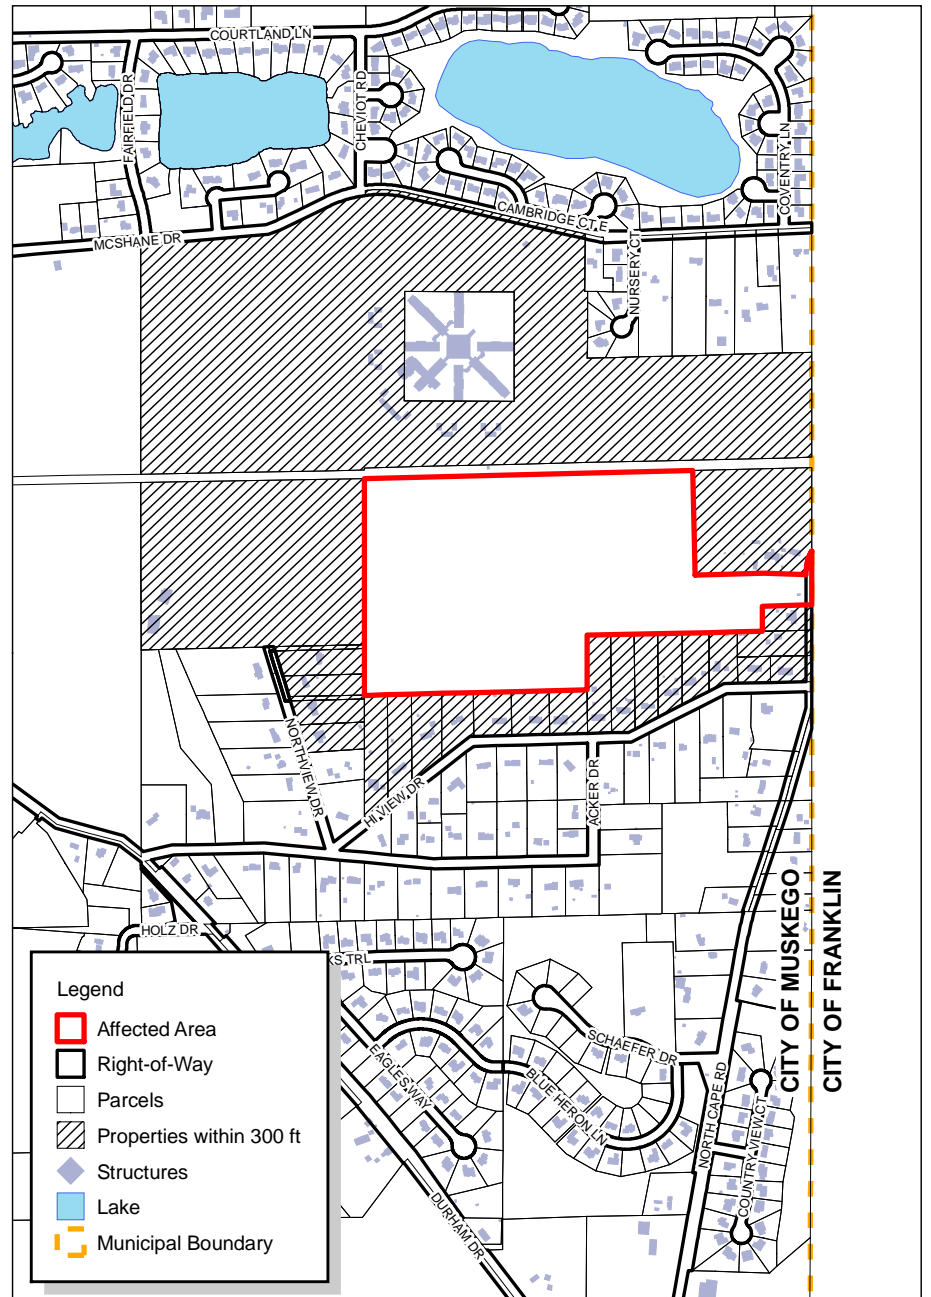 COURTLAND LN
FAIRFIELD DR
CHEVIOT RD
COVENTRY LN
CAMBRIDGE CT E
MCSHANE DR
NURSERY CT
NORTHVIEW DR
HI VIEW DR
ACKER DR
CITY OF MUSKEGO
CITY OF FRANKLIN
HOLZ DR
KS TRL
SCHAEFER DR
EAGLES WAY
BLUE HERON LN
NORTH CAPE RD
COUNTRY VIEW CT
DURHAM DR
Legend
Affected Area
Right-of-Way
Parcels
Properties within 300 ft
Structures
Lake
Municipal Boundary